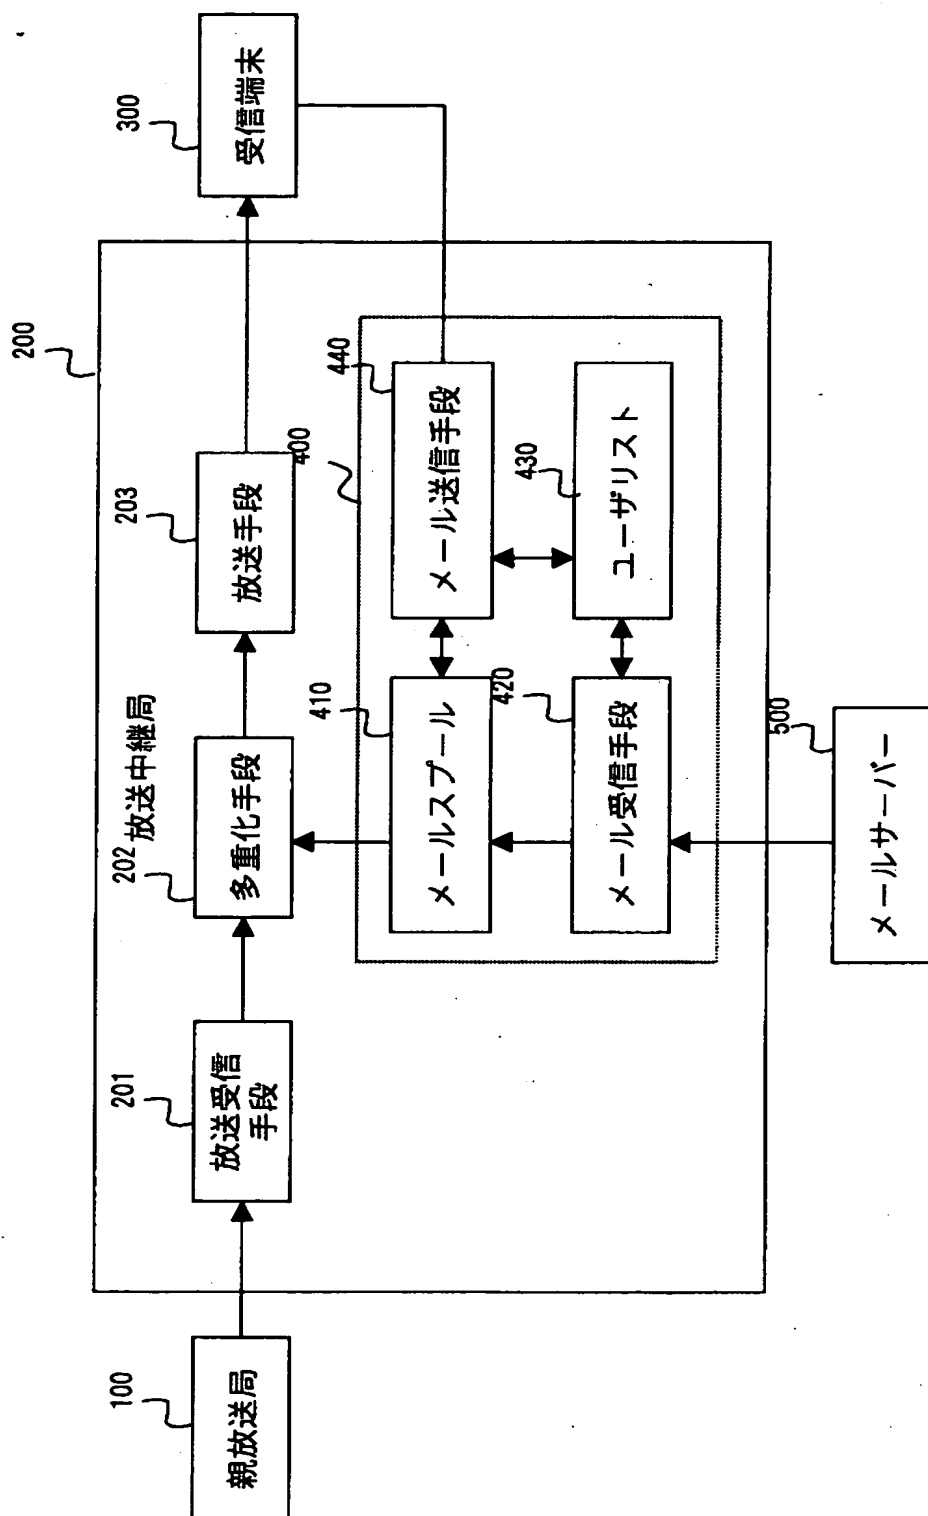 100
親放送局
200
放送中継局
201
放送受信
手段
202
多重化手段
203
放送手段
300
受信端末
400
410
メールスプール
440
メール送信手段
420
メール受信手段
430
ユーザリスト
500
メールサーバー